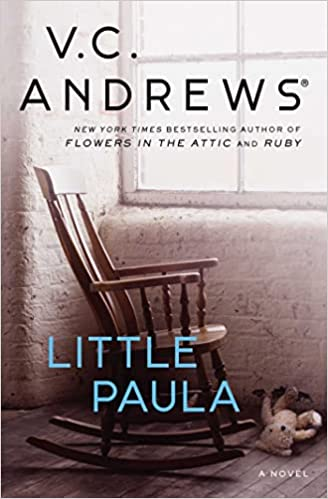 V.C.
ANDREWS®
NEW YORK TIMES BESTSELLING AUTHOR OF
FLOWERS IN THE ATTIC AND RUBY
LITTLE
PAULA
A NOVEL